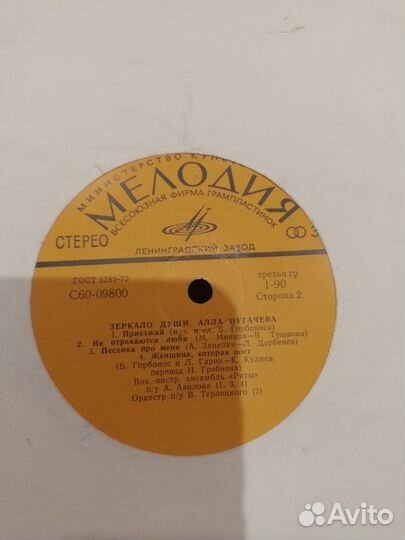 МИНИСТЕРСТВО
МЕЛОДИЯ
ВСЕСОЮЗНАЯ ФИРМА ГРАМПЛАСТИНОК
СТЕРЕО
ЛЕНИНГРАДСКИЙ ЗАВОД
ГОСТ 5289-73
третья гр
С60-09800
1-90
Сторона 2
ЗЕРКАЛО ДУШИ. АЛЛА ПУГАЧЕВА
1. Приезжай (муз. и сл. Б. Горбоноса)
2. Не отрекаются любя (М. Минков—В. Тушнова)
3. Песенка про меня (А. Зацепин—Л. Дербенев)
4. Женщина, которая поет
(Б. Горбонос и Л. Гарин—К. Кулиев,
перевод Н. Гребнева)
Вок.-инстр. ансамбль «Ритм»
п/у А. Авилова (1, 3, 4)
Оркестр п/у В. Терлецкого (2)
Avito